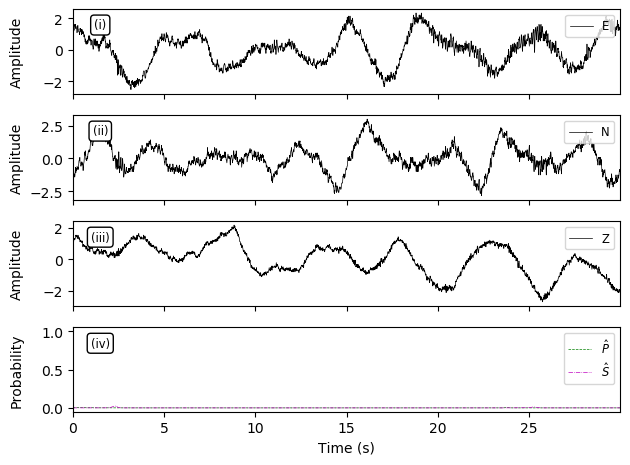 2
0
−2
Amplitude
(i)
E
2.5
0.0
−2.5
Amplitude
(ii)
N
2
0
−2
Amplitude
(iii)
Z
1.0
0.5
0.0
Probability
(iv)
P̂
Ŝ
0 5 10 15 20 25
Time (s)